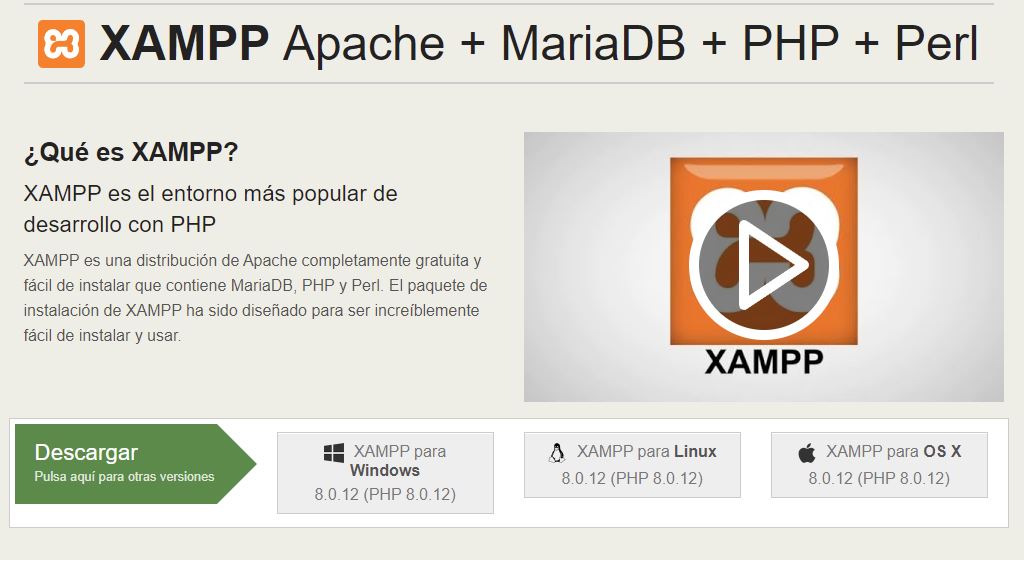 XAMPP Apache + MariaDB + PHP + Perl
¿Qué es XAMPP?
XAMPP es el entorno más popular de
desarrollo con PHP
XAMPP es una distribución de Apache completamente gratuita y
fácil de instalar que contiene MariaDB, PHP y Perl. El paquete de
instalación de XAMPP ha sido diseñado para ser increíblemente
fácil de instalar y usar.
XAMPP
Descargar
Pulsa aquí para otras versiones
XAMPP para
Windows
8.0.12 (PHP 8.0.12)
XAMPP para Linux
8.0.12 (PHP 8.0.12)
XAMPP para OS X
8.0.12 (PHP 8.0.12)